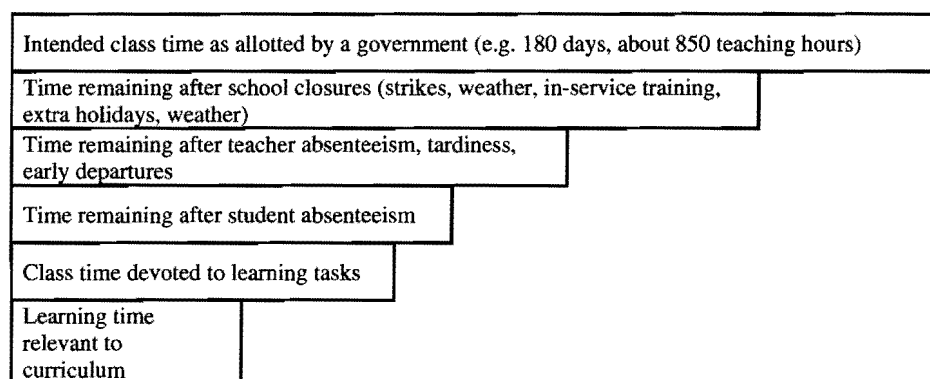 Intended class time as allotted by a government (e.g. 180 days, about 850 teaching hours)
Time remaining after school closures (strikes, weather, in-service training,
extra holidays, weather)
Time remaining after teacher absenteeism, tardiness,
early departures
Time remaining after student absenteeism
Class time devoted to learning tasks
Learning time
relevant to
curriculum